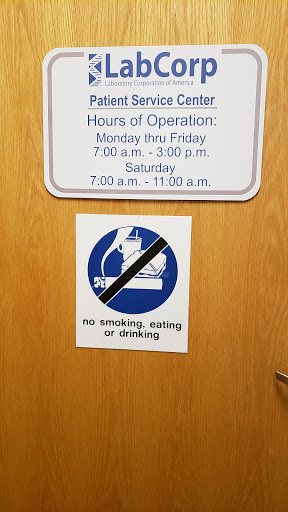 LabCorp
Laboratory Corporation of America
Patient Service Center
Hours of Operation:
Monday thru Friday
7:00 a.m. - 3:00 p.m.
Saturday
7:00 a.m. - 11:00 a.m.
no smoking, eating
or drinking